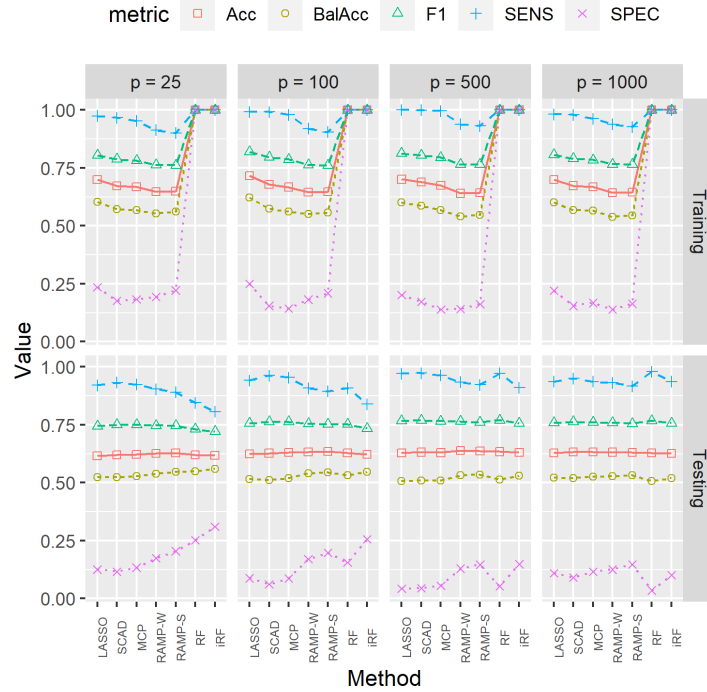 metric Acc BalAcc F1 SENS SPEC
p = 25 p = 100 p = 500 p = 1000
1.00
0.75
0.50
0.25
0.00
Training
Value
1.00
0.75
0.50
0.25
0.00
Testing
LASSO SCAD MCP RAMP-W RAMP-S RF iRF LASSO SCAD MCP RAMP-W RAMP-S RF iRF LASSO SCAD MCP RAMP-W RAMP-S RF iRF LASSO SCAD MCP RAMP-W RAMP-S RF iRF
Method